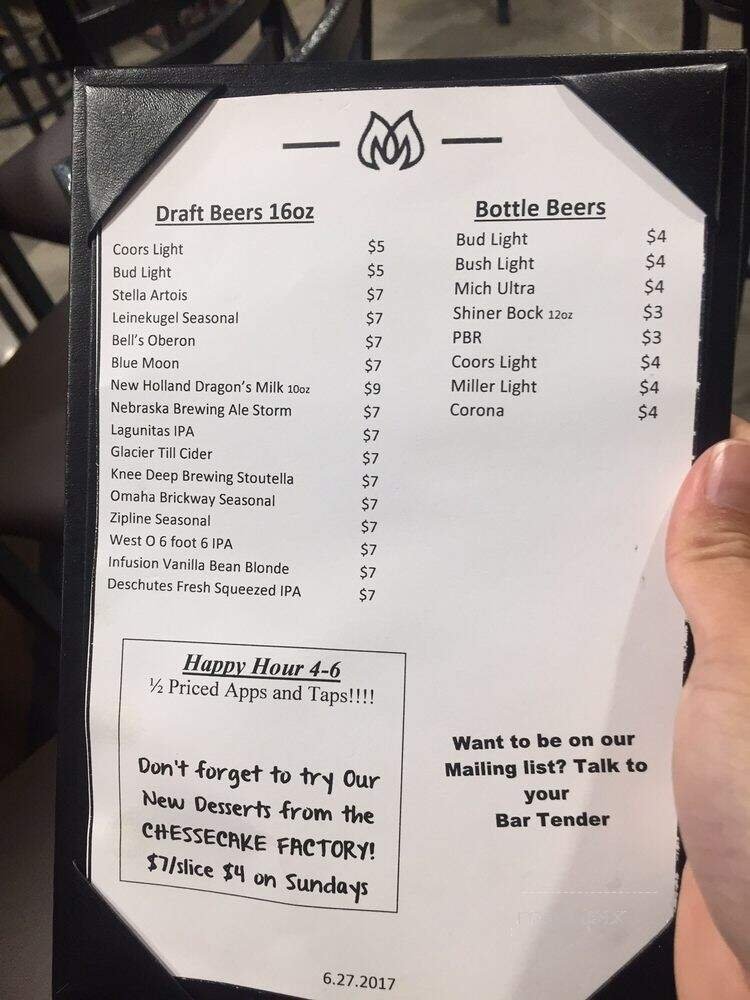 Draft Beers 16oz
Coors Light $5
Bud Light $5
Stella Artois $7
Leinekugel Seasonal $7
Bell's Oberon $7
Blue Moon $7
New Holland Dragon's Milk 10oz $9
Nebraska Brewing Ale Storm $7
Lagunitas IPA $7
Glacier Till Cider $7
Knee Deep Brewing Stoutella $7
Omaha Brickway Seasonal $7
Zipline Seasonal $7
West O 6 foot 6 IPA $7
Infusion Vanilla Bean Blonde $7
Deschutes Fresh Squeezed IPA $7
Bottle Beers
Bud Light $4
Bush Light $4
Mich Ultra $4
Shiner Bock 12oz $3
PBR $3
Coors Light $4
Miller Light $4
Corona $4
Happy Hour 4-6
½ Priced Apps and Taps!!!!
Don't forget to try Our
New Desserts from the
CHESSECAKE FACTORY!
$7/slice $4 on Sundays
Want to be on our
Mailing list? Talk to
your
Bar Tender
6.27.2017